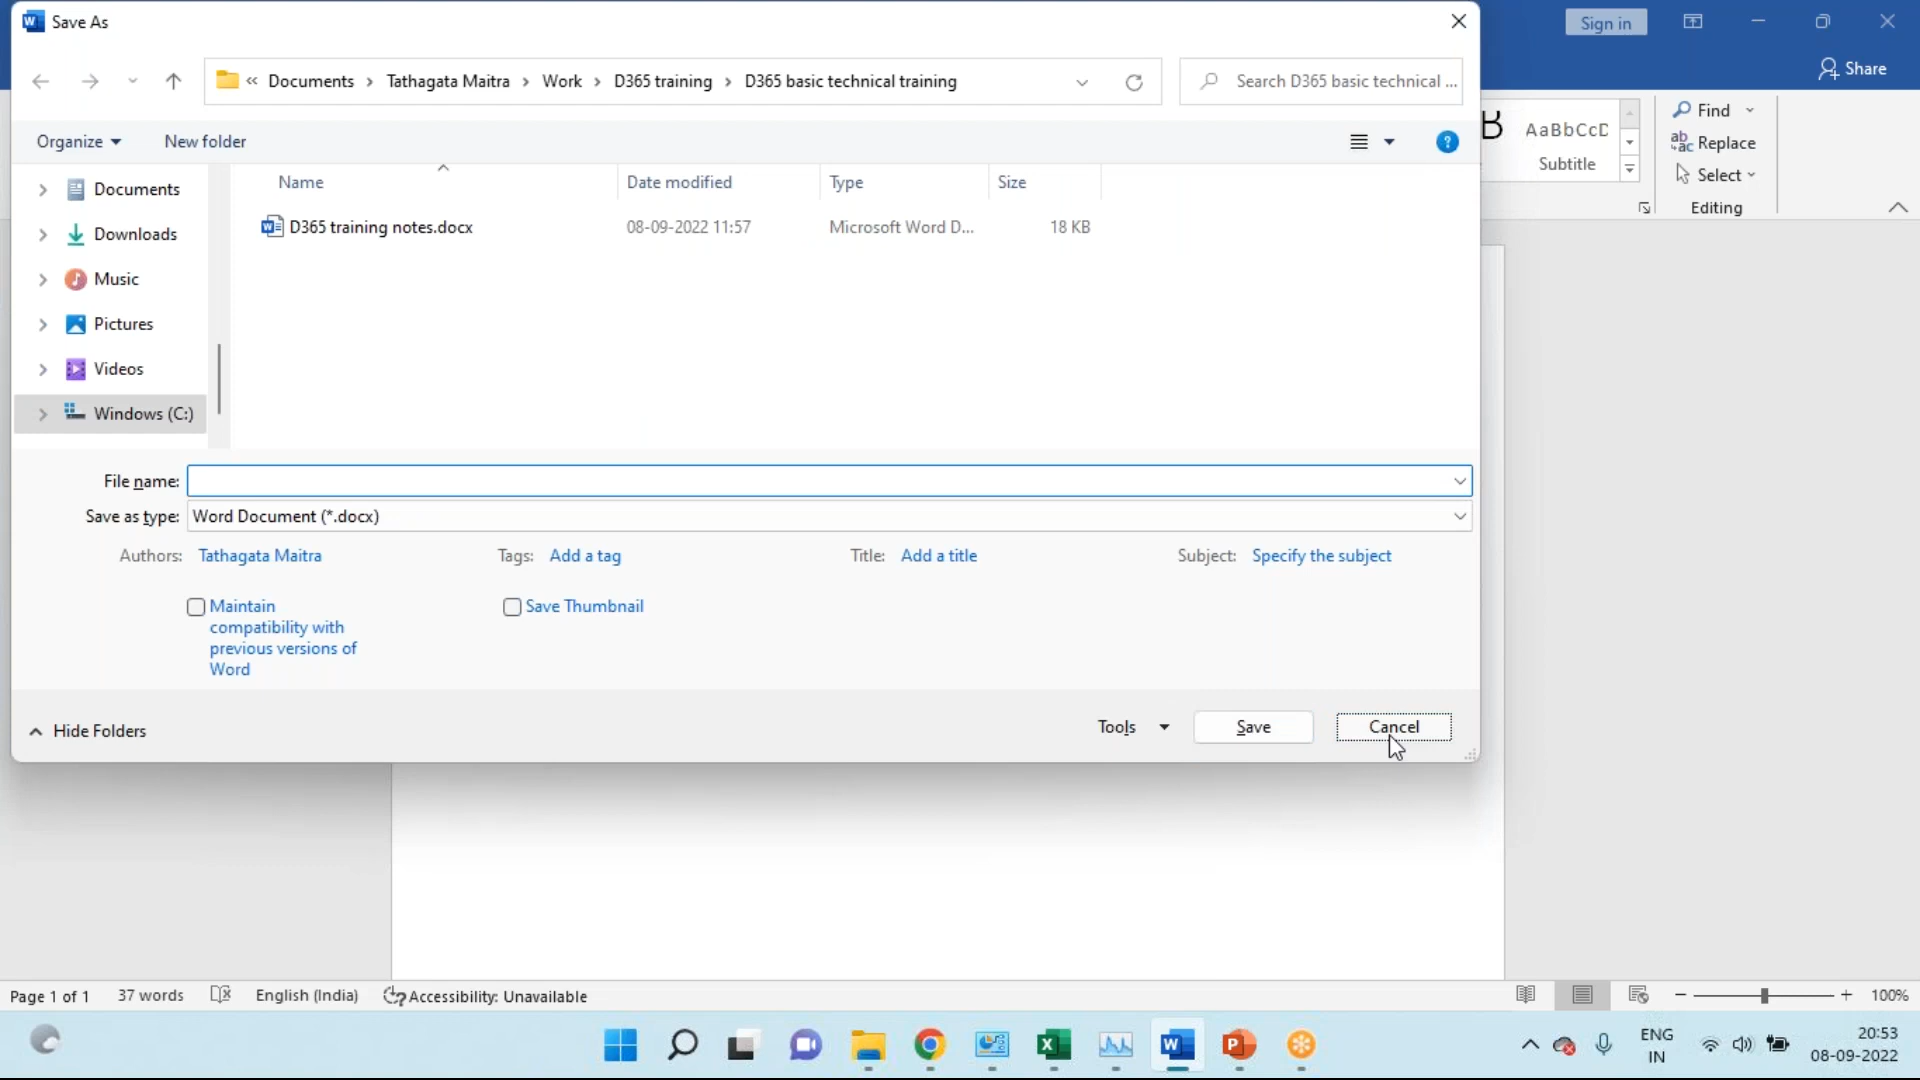 Save As
Sign in
Share
« Documents > Tathagata Maitra > Work > D365 training > D365 basic technical training
Search D365 basic technical ...
Organize
New folder
Find
Replace
Select
Editing
AaBbCcD
Subtitle
Name
Date modified
Type
Size
D365 training notes.docx
08-09-2022 11:57
Microsoft Word D...
18 KB
Documents
Downloads
Music
Pictures
Videos
Windows (C:)
File name:
Save as type: Word Document (*.docx)
Authors: Tathagata Maitra
Tags: Add a tag
Title: Add a title
Subject: Specify the subject
Maintain
compatibility with
previous versions of
Word
Save Thumbnail
Hide Folders
Tools
Save
Cancel
Page 1 of 1
37 words
English (India)
Accessibility: Unavailable
100%
ENG
IN
20:53
08-09-2022